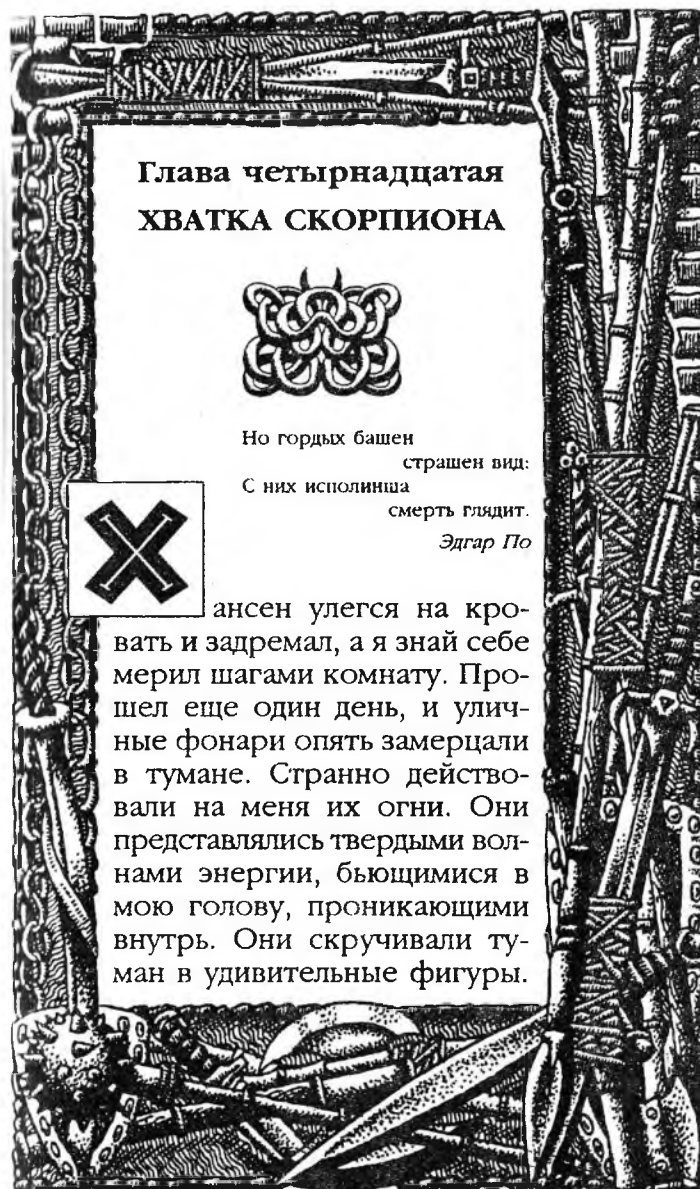 Глава четырнадцатая
ХВАТКА СКОРПИОНА
Но гордых башен
страшен вид:
С них исполинша
смерть глядит.
Эдгар По
Хансен улегся на кро-
вать и задремал, а я знай себе
мерил шагами комнату. Про-
шел еще один день, и улич-
ные фонари опять замерцали
в тумане. Странно действо-
вали на меня их огни. Они
представлялись твердыми вол-
нами энергии, бьющимися в
мою голову, проникающими
внутрь. Они скручивали ту-
ман в удивительные фигуры.